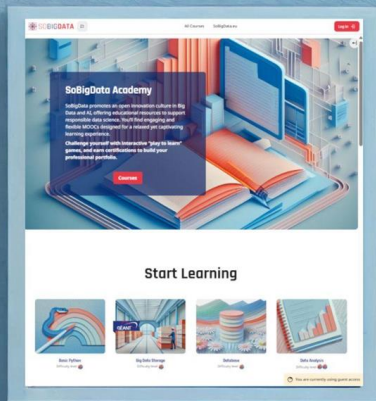 SOBIGDATA
All Courses SoBigData.eu
Log in
SoBigData Academy
SoBigData promotes an open innovation culture in Big
Data and AI, offering educational resources to support
responsible data science. You'll find engaging and
flexible MOOCs designed for a relaxed yet captivating
learning experience.
Challenge yourself with interactive "play to learn"
games, and earn certifications to build your
professional portfolio.
Courses
Start Learning
Basic Python
Big Data Storage
Database
Data Analysis
You are currently using guest access